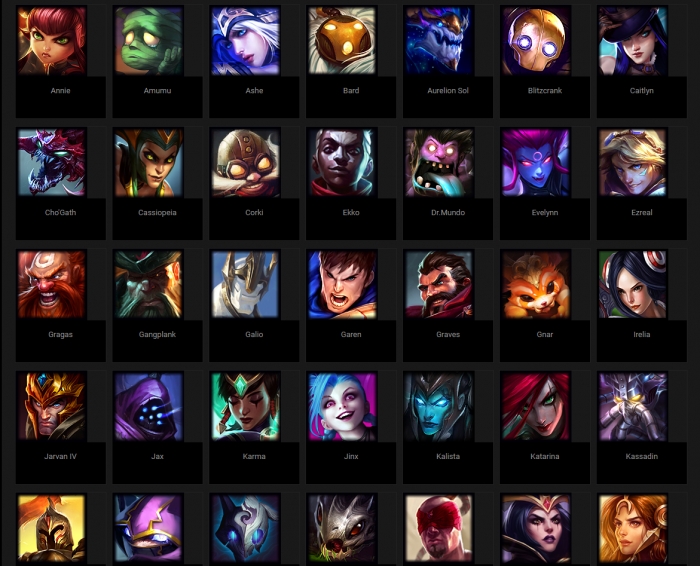 Annie
Amumu
Ashe
Bard
Aurelion Sol
Blitzcrank
Caitlyn
Cho'Gath
Cassiopeia
Corki
Ekko
Dr.Mundo
Evelynn
Ezreal
Gragas
Gangplank
Galio
Garen
Graves
Gnar
Irelia
Jarvan IV
Jax
Karma
Jinx
Kalista
Katarina
Kassadin